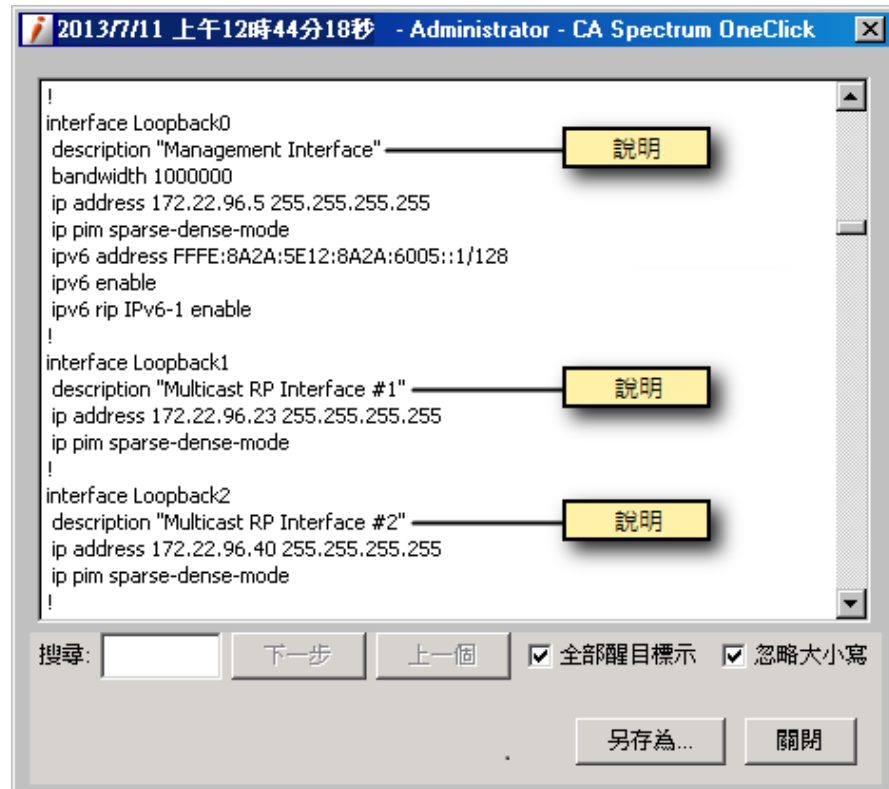 2013/7/11 上午12時44分18秒 - Administrator - CA Spectrum OneClick
!
interface Loopback0
description "Management Interface" 說明
bandwidth 1000000
ip address 172.22.96.5 255.255.255.255
ip pim sparse-dense-mode
ipv6 address FFFE:8A2A:5E12:8A2A:6005::1/128
ipv6 enable
ipv6 rip IPv6-1 enable
!
interface Loopback1
description "Multicast RP Interface #1" 說明
ip address 172.22.96.23 255.255.255.255
ip pim sparse-dense-mode
!
interface Loopback2
description "Multicast RP Interface #2" 說明
ip address 172.22.96.40 255.255.255.255
ip pim sparse-dense-mode
!
搜尋: 下一步 上一個 全部醒目標示 忽略大小寫
另存為... 關閉